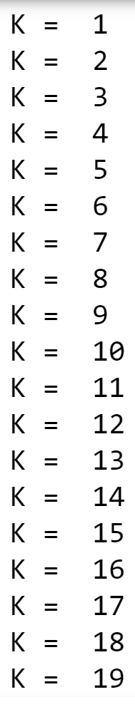 K =  1
K =  2
K =  3
K =  4
K =  5
K =  6
K =  7
K =  8
K =  9
K =  10
K =  11
K =  12
K =  13
K =  14
K =  15
K =  16
K =  17
K =  18
K =  19